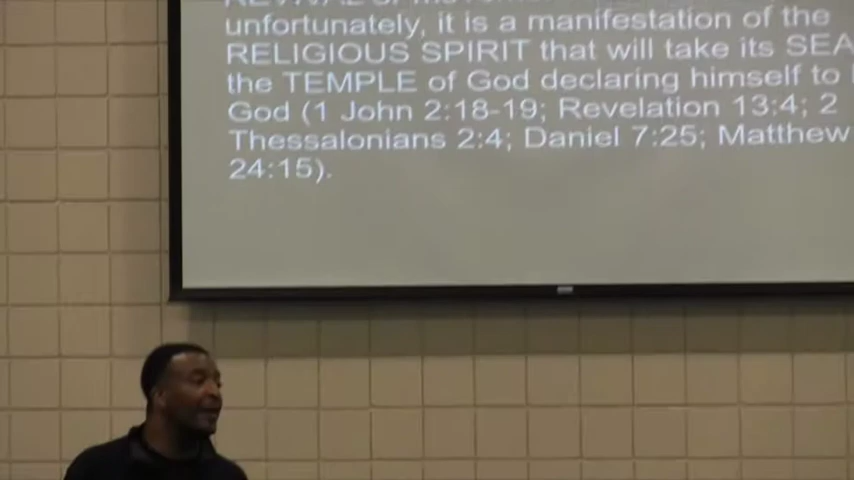 unfortunately, it is a manifestation of the
RELIGIOUS SPIRIT that will take its
the TEMPLE of God declaring himself to
God (1 John 2:18-19; Revelation 13:4; 2
Thessalonians 2:4; Daniel 7:25; Matthew
24:15).